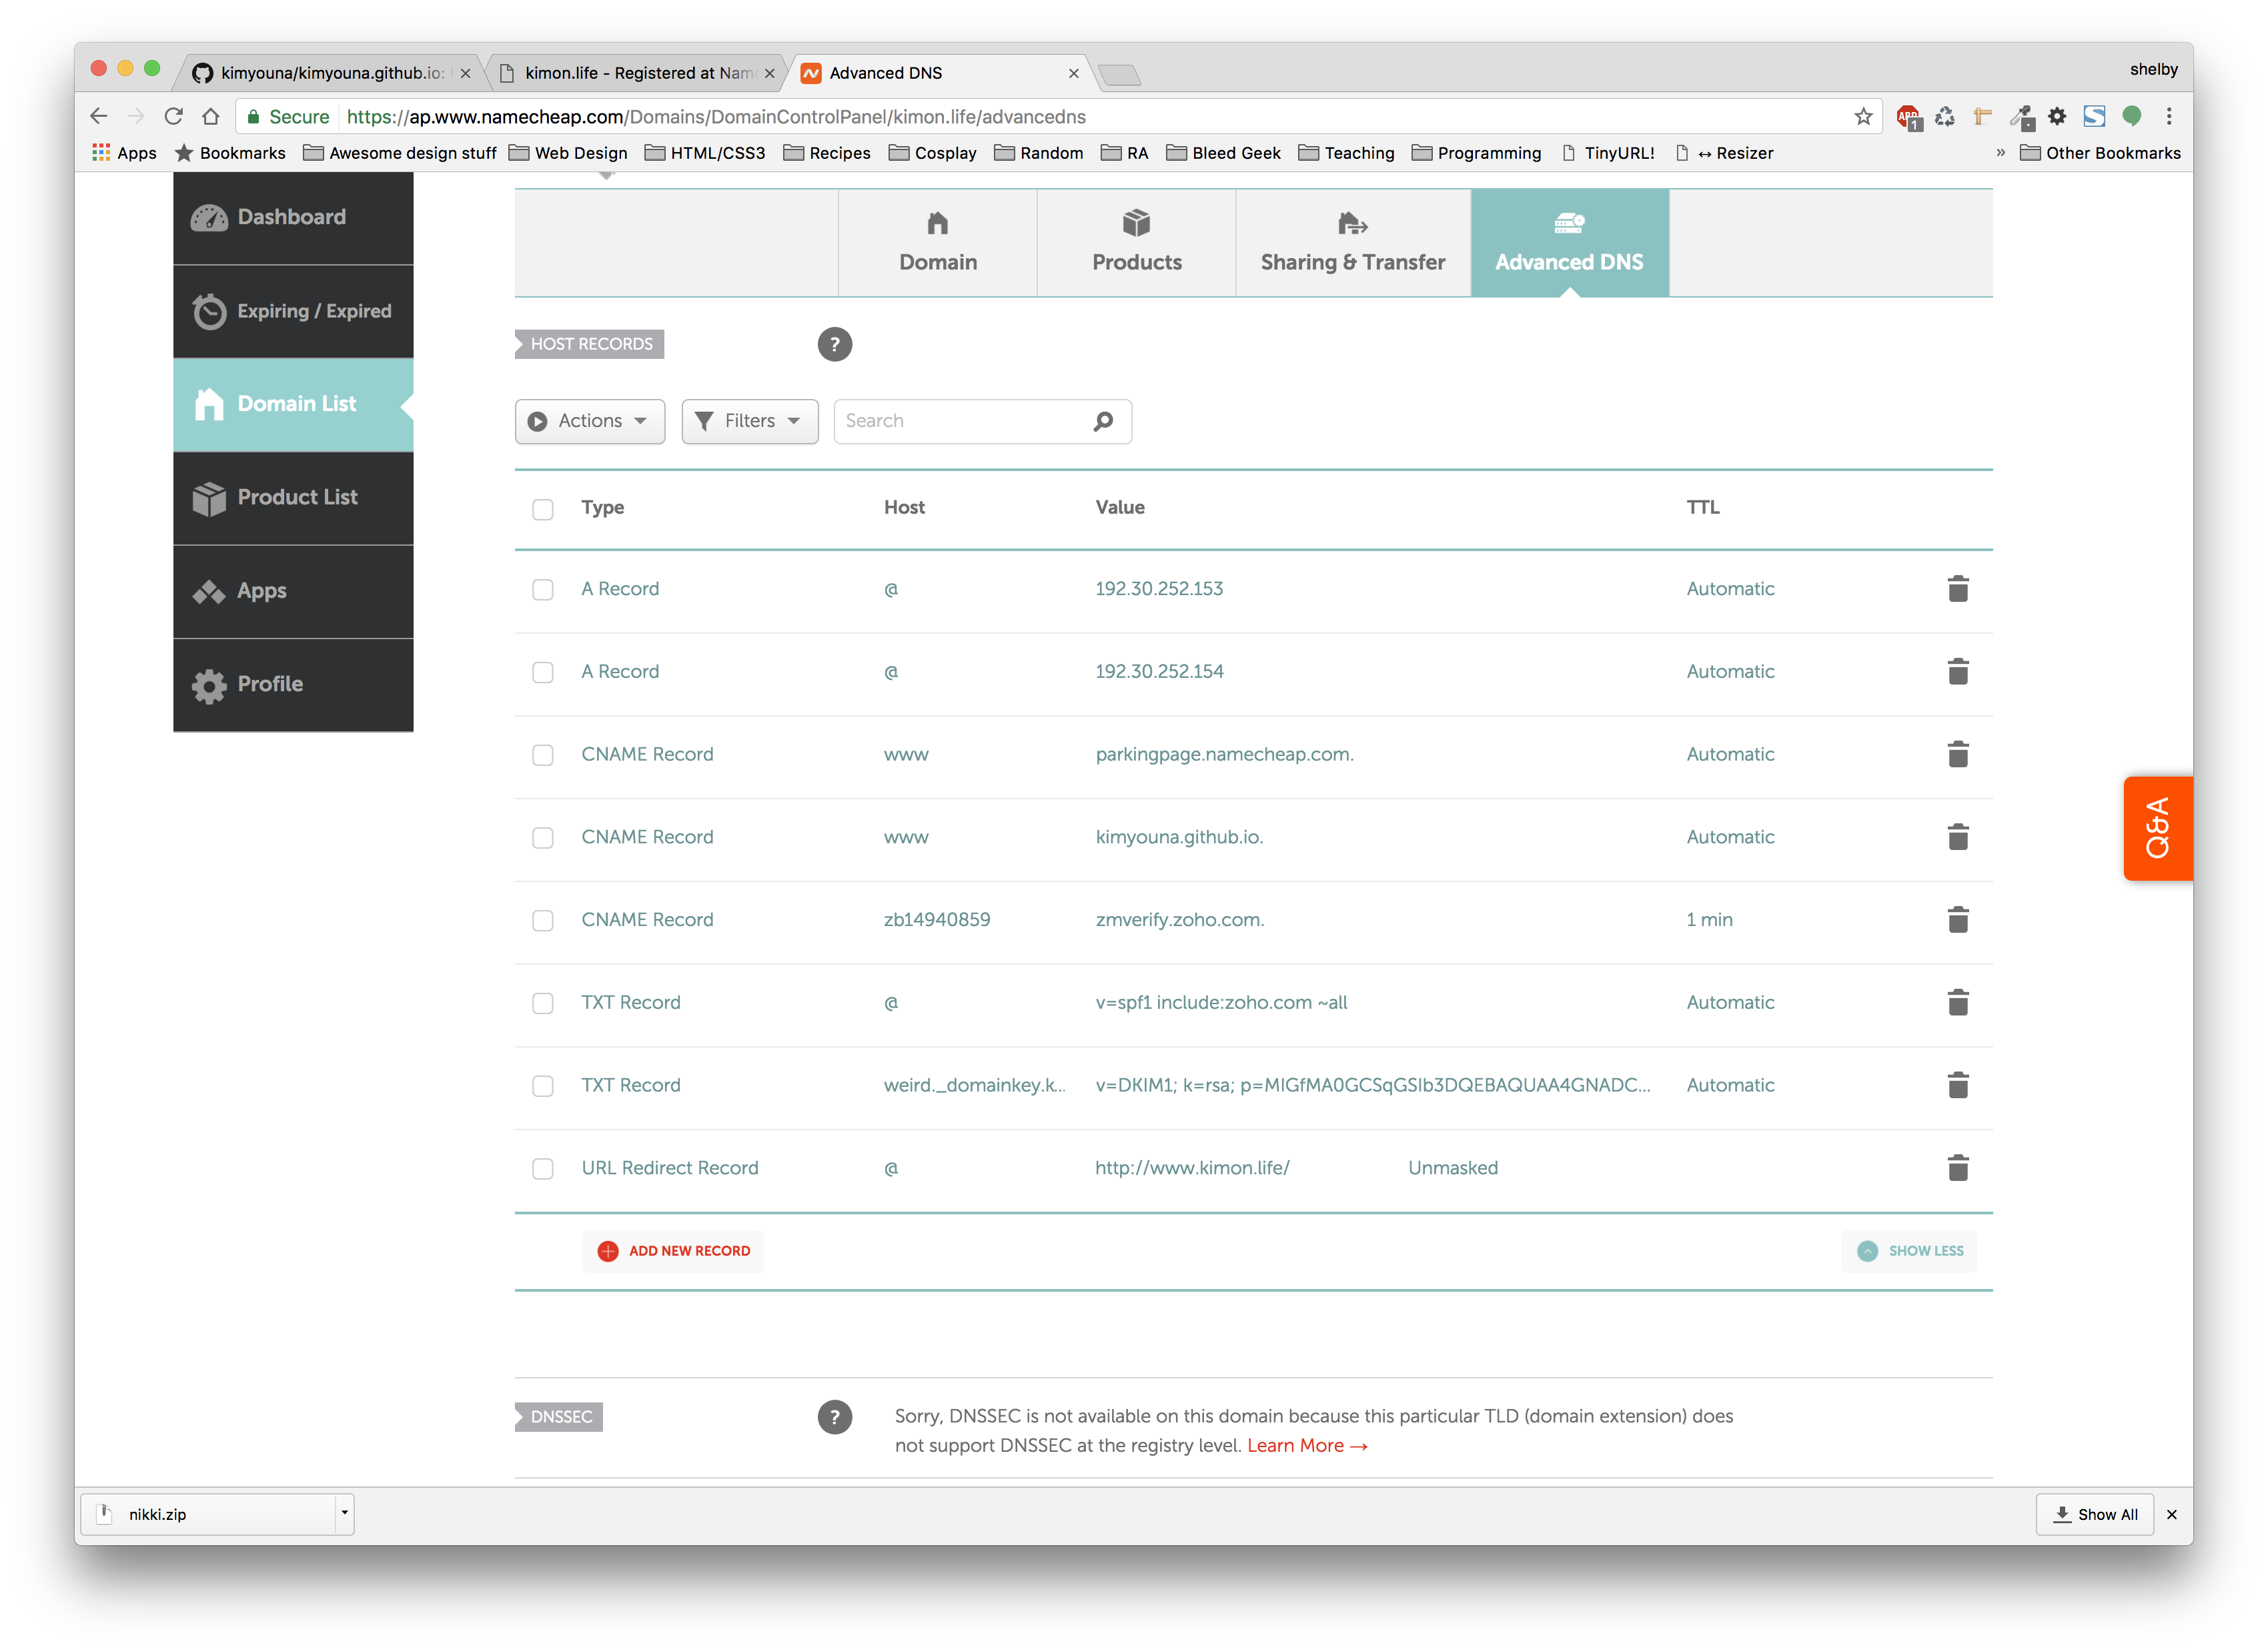 kimyouna/kimyouna.github.io:
kimon.life - Registered at Nam
Advanced DNS
shelby
Secure https://ap.www.namecheap.com/Domains/DomainControlPanel/kimon.life/advancedns
ABP 1
Apps Bookmarks Awesome design stuff Web Design HTML/CSS3 Recipes Cosplay Random RA Bleed Geek Teaching Programming TinyURL! ↔ Resizer » Other Bookmarks
Dashboard
Expiring / Expired
Domain List
Product List
Apps
Profile
Domain Products Sharing & Transfer Advanced DNS
HOST RECORDS ?
Actions Filters Search
Type Host Value TTL
A Record @ 192.30.252.153 Automatic
A Record @ 192.30.252.154 Automatic
CNAME Record www parkingpage.namecheap.com. Automatic
CNAME Record www kimyouna.github.io. Automatic
CNAME Record zb14940859 zmverify.zoho.com. 1 min
TXT Record @ v=spf1 include:zoho.com ~all Automatic
TXT Record weird._domainkey.k... v=DKIM1; k=rsa; p=MIGfMA0GCSqGSIb3DQEBAQUAA4GNADC... Automatic
URL Redirect Record @ http://www.kimon.life/ Unmasked
ADD NEW RECORD SHOW LESS
Q&A
DNSSEC ? Sorry, DNSSEC is not available on this domain because this particular TLD (domain extension) does
not support DNSSEC at the registry level. Learn More →
nikki.zip Show All